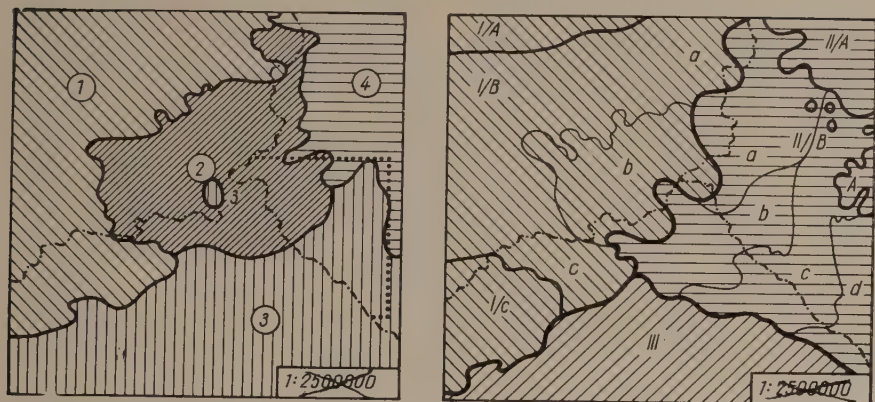 1
4
2
3
3
1:2500000
I/A
I/B
a
II/A
II/B
a
b
A
b
c
c
d
I/c
III
1:2500000